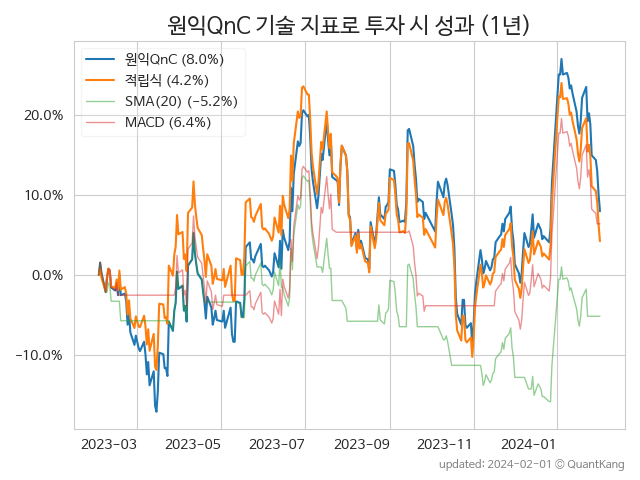 원익QnC 기술 지표로 투자 시 성과 (1년)
원익QnC (8.0%)
적립식 (4.2%)
SMA(20) (-5.2%)
MACD (6.4%)
20.0%
10.0%
0.0%
-10.0%
2023-03 2023-05 2023-07 2023-09 2023-11 2024-01
updated: 2024-02-01 © QuantKang